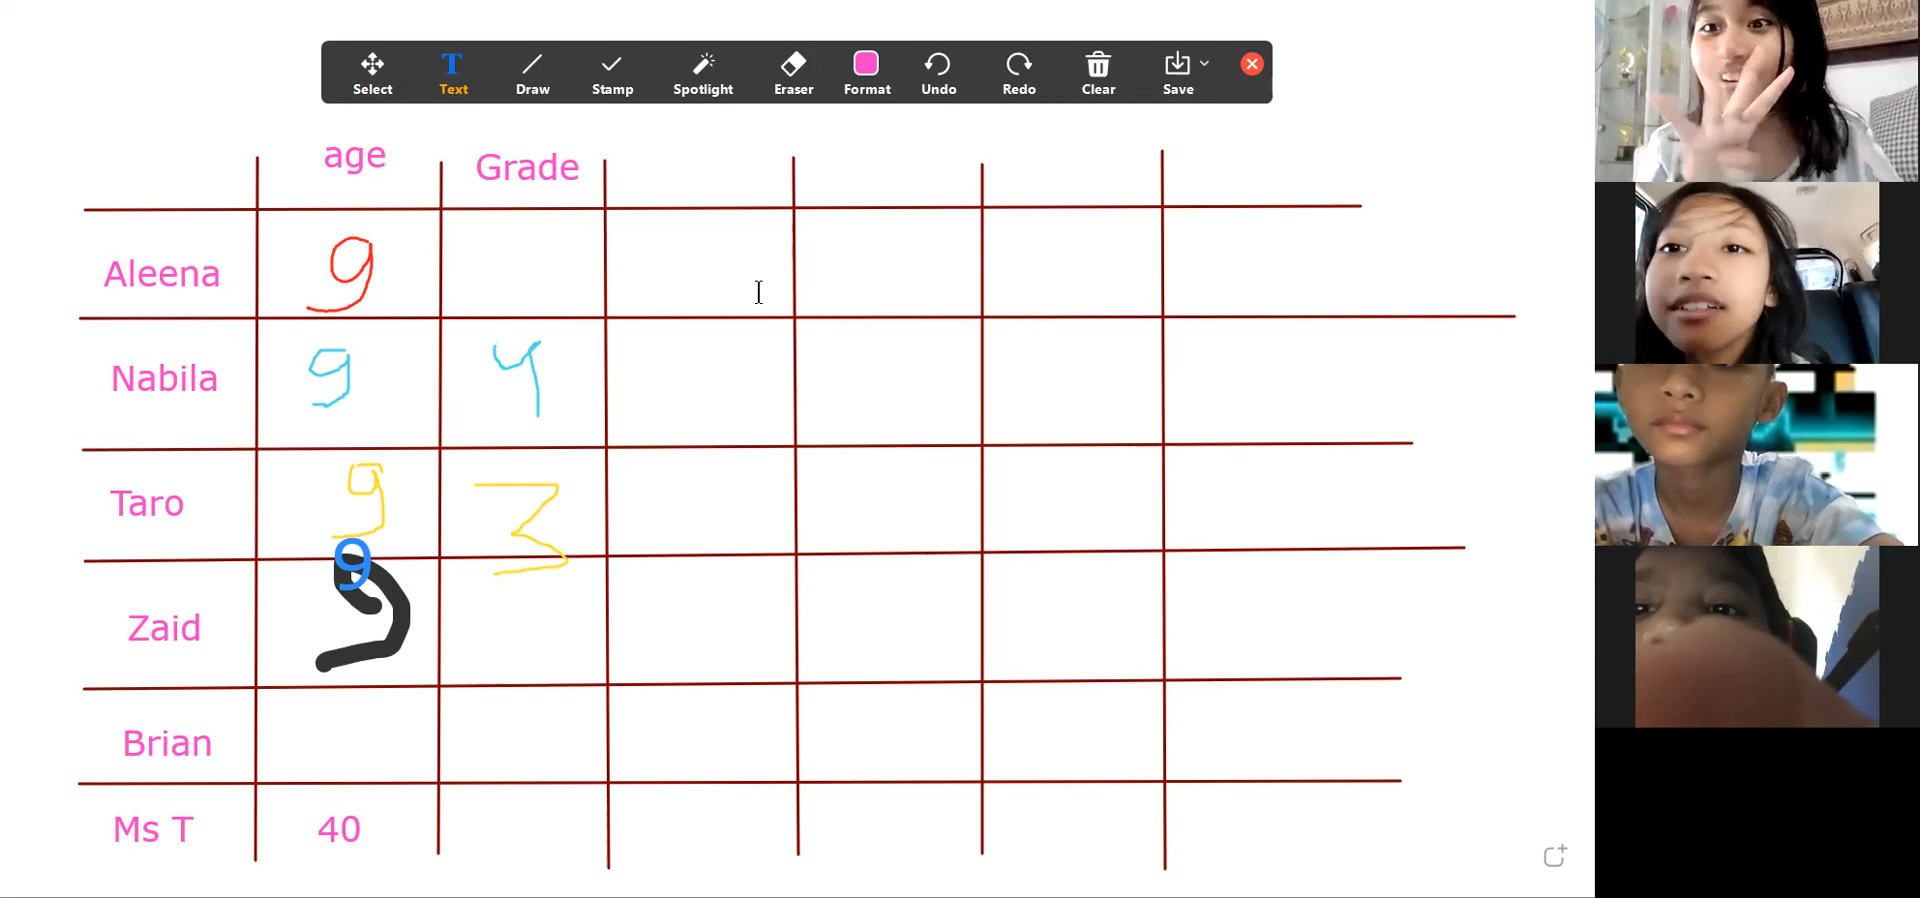 Select Text Draw Stamp Spotlight Eraser Format Undo Redo Clear Save
age Grade
Aleena 9
Nabila 9 4
Taro 9 3
9
Zaid 9
Brian
Ms T 40